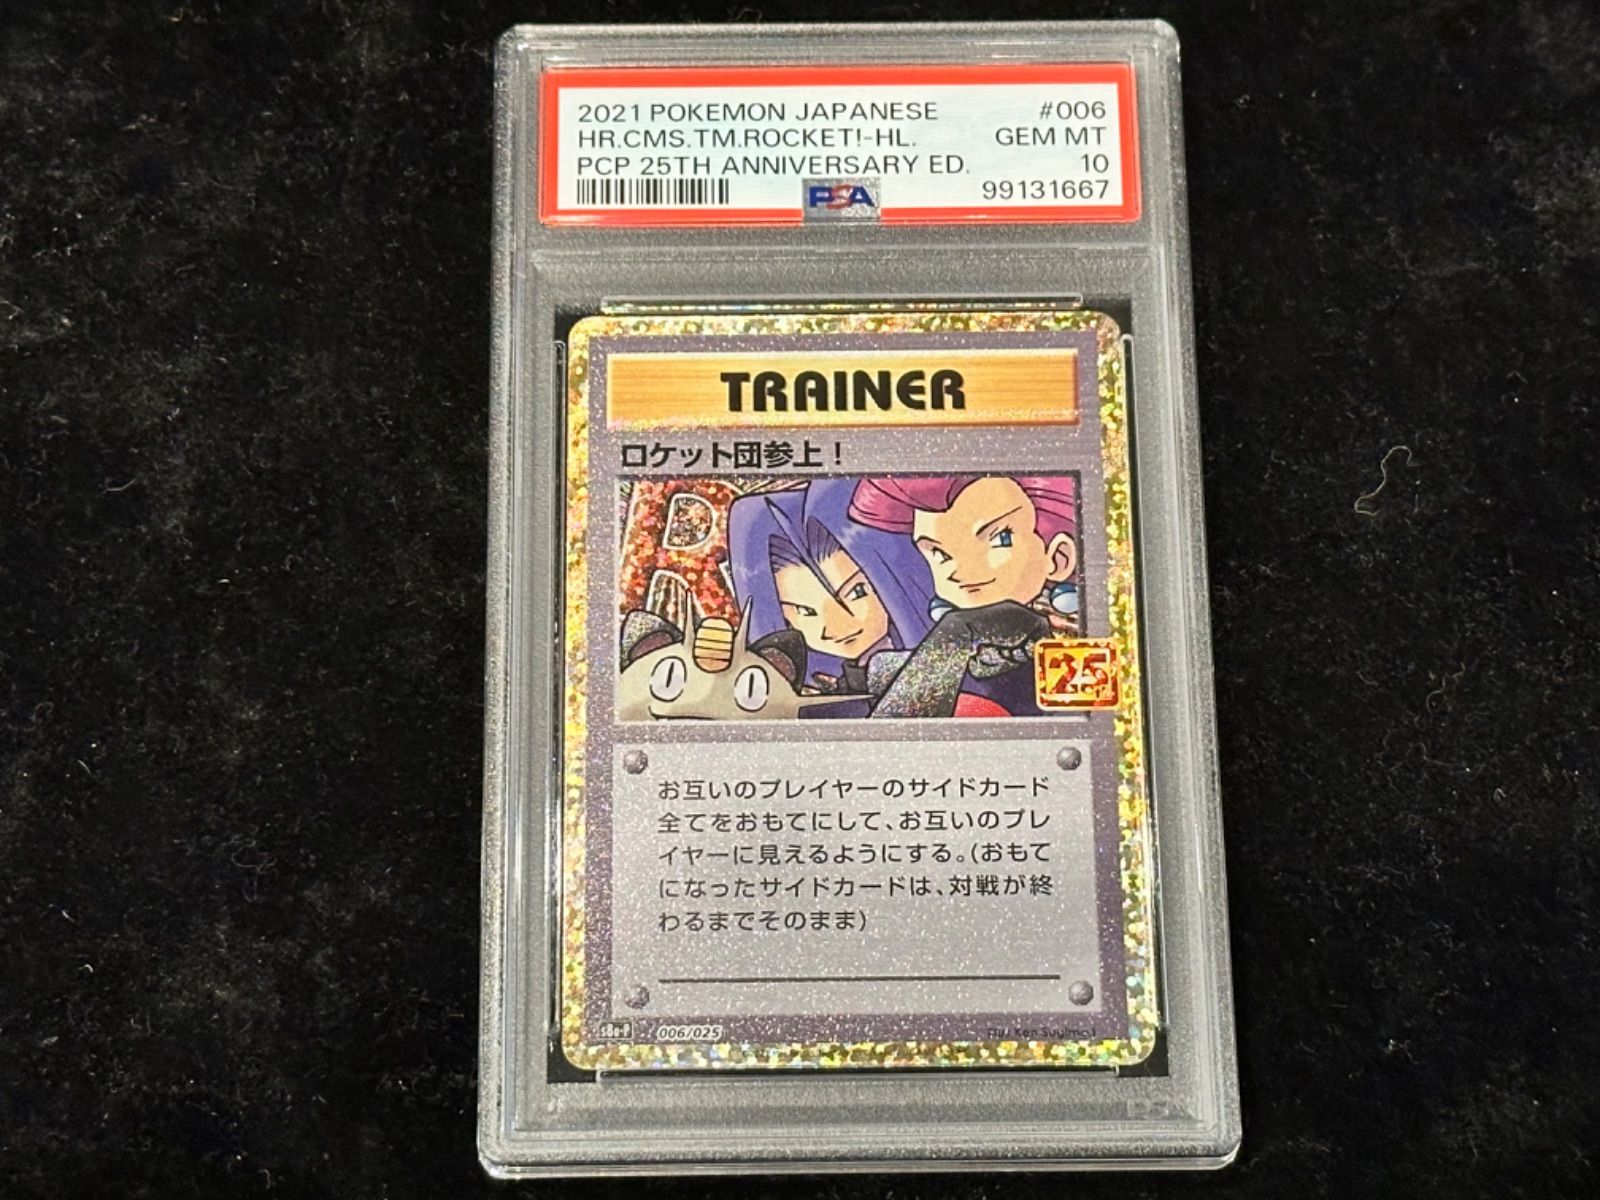 2021 POKEMON JAPANESE #006
HR.CMS.TM.ROCKET!-HL. GEM MT
PCP 25TH ANNIVERSARY ED. 10
PSA 99131667
TRAINER
ロケット団参上!
25
お互いのプレイヤーのサイドカード
全てをおもてにして、お互いのプレ
イヤーに見えるようにする。(おもて
になったサイドカードは、対戦が終
わるまでそのまま)
s8a-P 006/025 Illus. Ken Sugimori